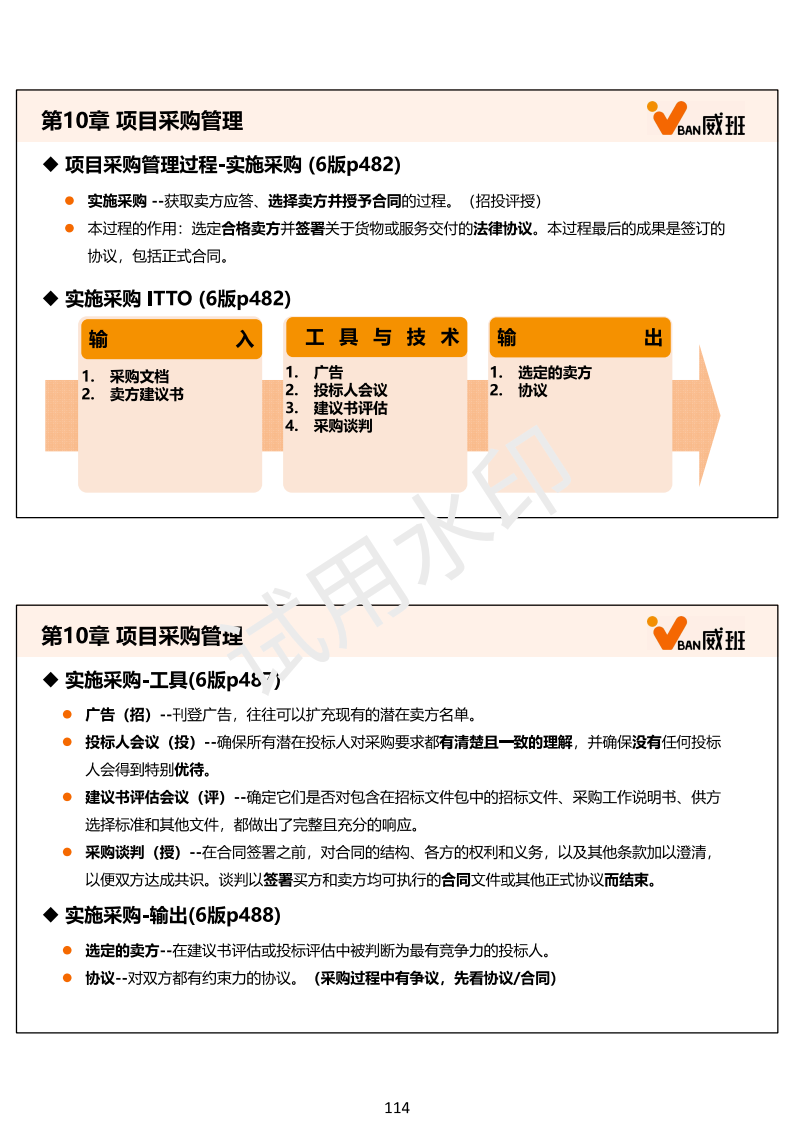 第10章 项目采购管理
BAN威班
◆ 项目采购管理过程-实施采购 (6版p482)
● 实施采购 --获取卖方应答、选择卖方并授予合同的过程。（招投评授）
● 本过程的作用：选定合格卖方并签署关于货物或服务交付的法律协议。本过程最后的成果是签订的
协议，包括正式合同。
◆ 实施采购 ITTO (6版p482)
输 入
1. 采购文档
2. 卖方建议书
工 具 与 技 术
1. 广告
2. 投标人会议
3. 建议书评估
4. 采购谈判
输 出
1. 选定的卖方
2. 协议
试用水印
第10章 项目采购管理
BAN威班
◆ 实施采购-工具(6版p487)
● 广告（招）--刊登广告，往往可以扩充现有的潜在卖方名单。
● 投标人会议（投）--确保所有潜在投标人对采购要求都有清楚且一致的理解，并确保没有任何投标
人会得到特别优待。
● 建议书评估会议（评）--确定它们是否对包含在招标文件包中的招标文件、采购工作说明书、供方
选择标准和其他文件，都做出了完整且充分的响应。
● 采购谈判（授）--在合同签署之前，对合同的结构、各方的权利和义务，以及其他条款加以澄清，
以便双方达成共识。谈判以签署买方和卖方均可执行的合同文件或其他正式协议而结束。
◆ 实施采购-输出(6版p488)
● 选定的卖方--在建议书评估或投标评估中被判断为最有竞争力的投标人。
● 协议--对双方都有约束力的协议。（采购过程中有争议，先看协议/合同）
114